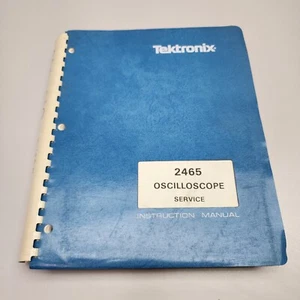 Tektronix
2465
OSCILLOSCOPE
SERVICE
INSTRUCTION MANUAL